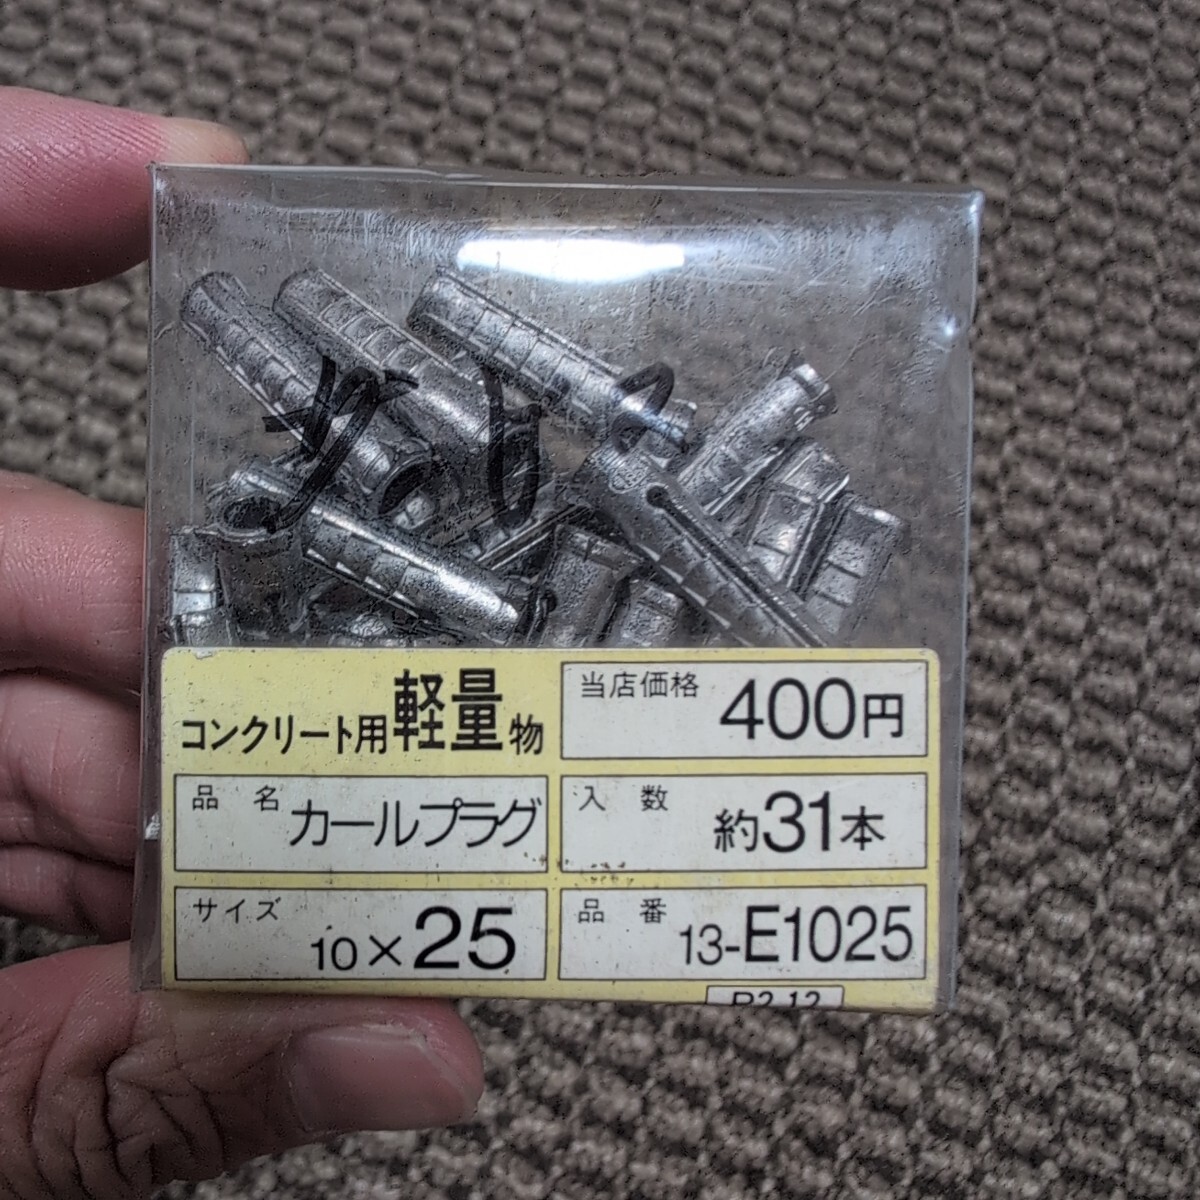 コンクリート用軽量物
当店価格 400円
品名 カールプラグ
入数 約31本
サイズ 10×25
品番 13-E1025